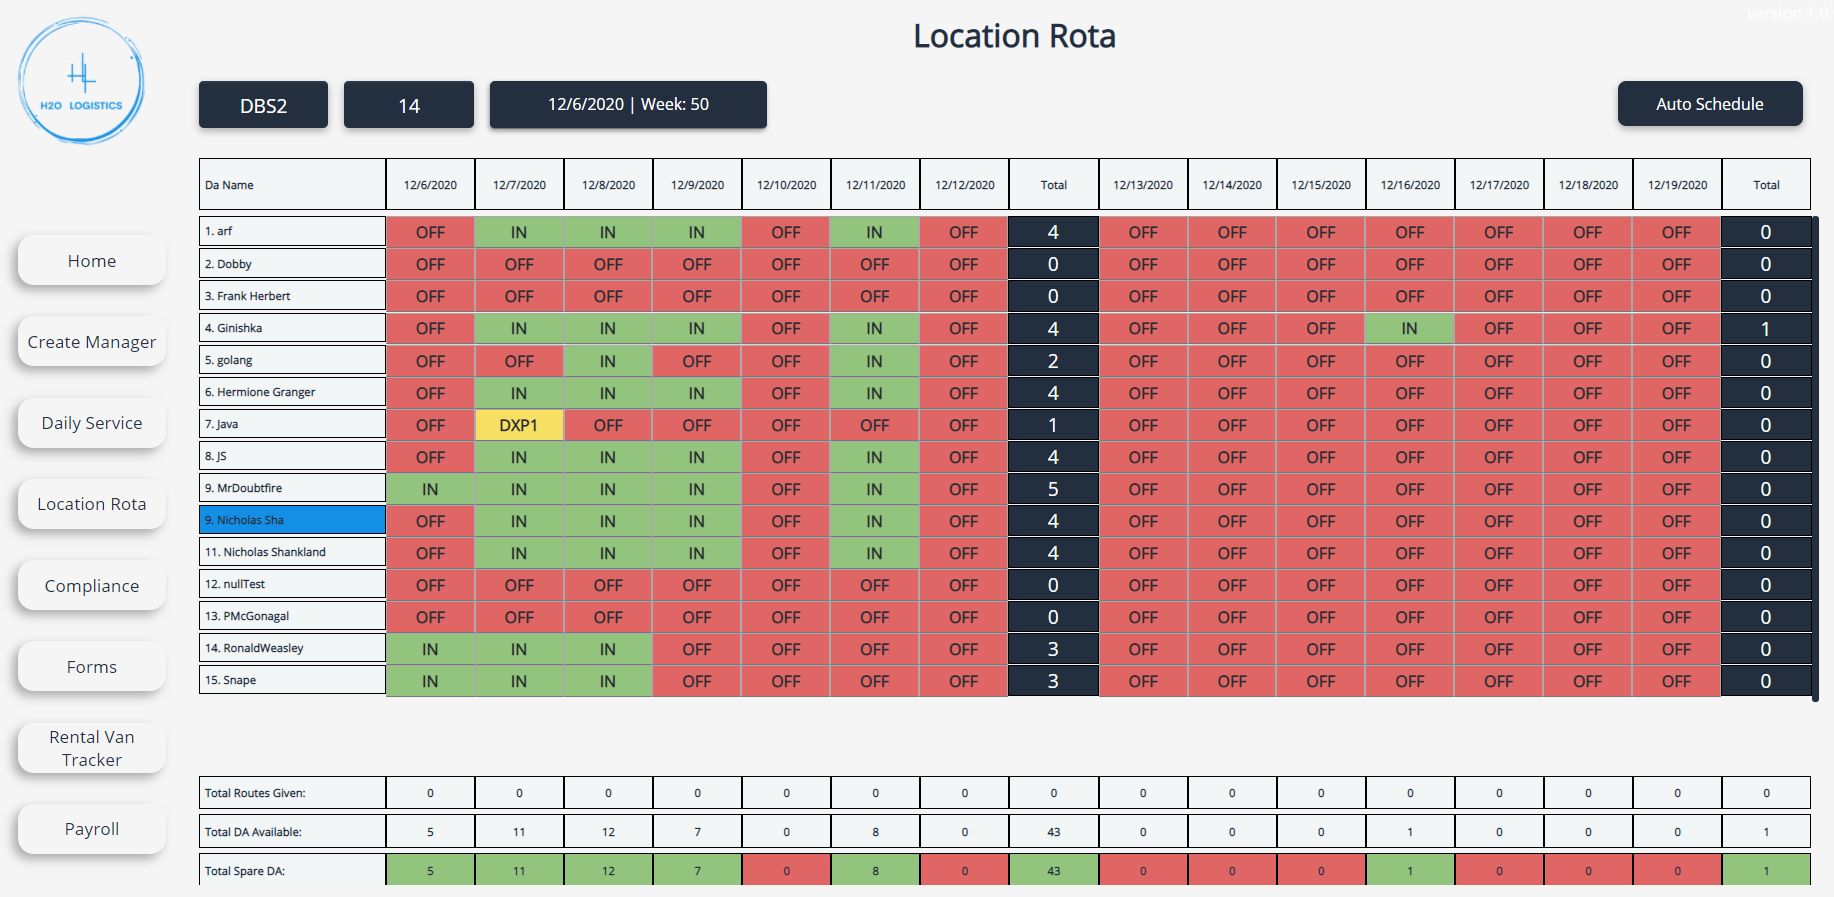 version 1.0.
Location Rota
H2O LOGISTICS
DBS2 14 12/6/2020 | Week: 50 Auto Schedule
Home
Create Manager
Daily Service
Location Rota
Compliance
Forms
Rental Van
Tracker
Payroll
Da Name 12/6/2020 12/7/2020 12/8/2020 12/9/2020 12/10/2020 12/11/2020 12/12/2020 Total 12/13/2020 12/14/2020 12/15/2020 12/16/2020 12/17/2020 12/18/2020 12/19/2020 Total
1. arf OFF IN IN IN OFF IN OFF 4 OFF OFF OFF OFF OFF OFF OFF 0
2. Dobby OFF OFF OFF OFF OFF OFF OFF 0 OFF OFF OFF OFF OFF OFF OFF 0
3. Frank Herbert OFF OFF OFF OFF OFF OFF OFF 0 OFF OFF OFF OFF OFF OFF OFF 0
4. Ginishka OFF IN IN IN OFF IN OFF 4 OFF OFF OFF IN OFF OFF OFF 1
5. golang OFF OFF IN OFF OFF IN OFF 2 OFF OFF OFF OFF OFF OFF OFF 0
6. Hermione Granger OFF IN IN IN OFF IN OFF 4 OFF OFF OFF OFF OFF OFF OFF 0
7. Java OFF DXP1 OFF OFF OFF OFF OFF 1 OFF OFF OFF OFF OFF OFF OFF 0
8. JS OFF IN IN IN OFF IN OFF 4 OFF OFF OFF OFF OFF OFF OFF 0
9. MrDoubtfire IN IN IN IN OFF IN OFF 5 OFF OFF OFF OFF OFF OFF OFF 0
9. Nicholas Sha OFF IN IN IN OFF IN OFF 4 OFF OFF OFF OFF OFF OFF OFF 0
11. Nicholas Shankland OFF IN IN IN OFF IN OFF 4 OFF OFF OFF OFF OFF OFF OFF 0
12. nullTest OFF OFF OFF OFF OFF OFF OFF 0 OFF OFF OFF OFF OFF OFF OFF 0
13. PMcGonagal OFF OFF OFF OFF OFF OFF OFF 0 OFF OFF OFF OFF OFF OFF OFF 0
14. RonaldWeasley IN IN IN OFF OFF OFF OFF 3 OFF OFF OFF OFF OFF OFF OFF 0
15. Snape IN IN IN OFF OFF OFF OFF 3 OFF OFF OFF OFF OFF OFF OFF 0
Total Routes Given: 0 0 0 0 0 0 0 0 0 0 0 0 0 0 0 0
Total DA Available: 5 11 12 7 0 8 0 43 0 0 0 1 0 0 0 1
Total Spare DA: 5 11 12 7 0 8 0 43 0 0 0 1 0 0 0 1